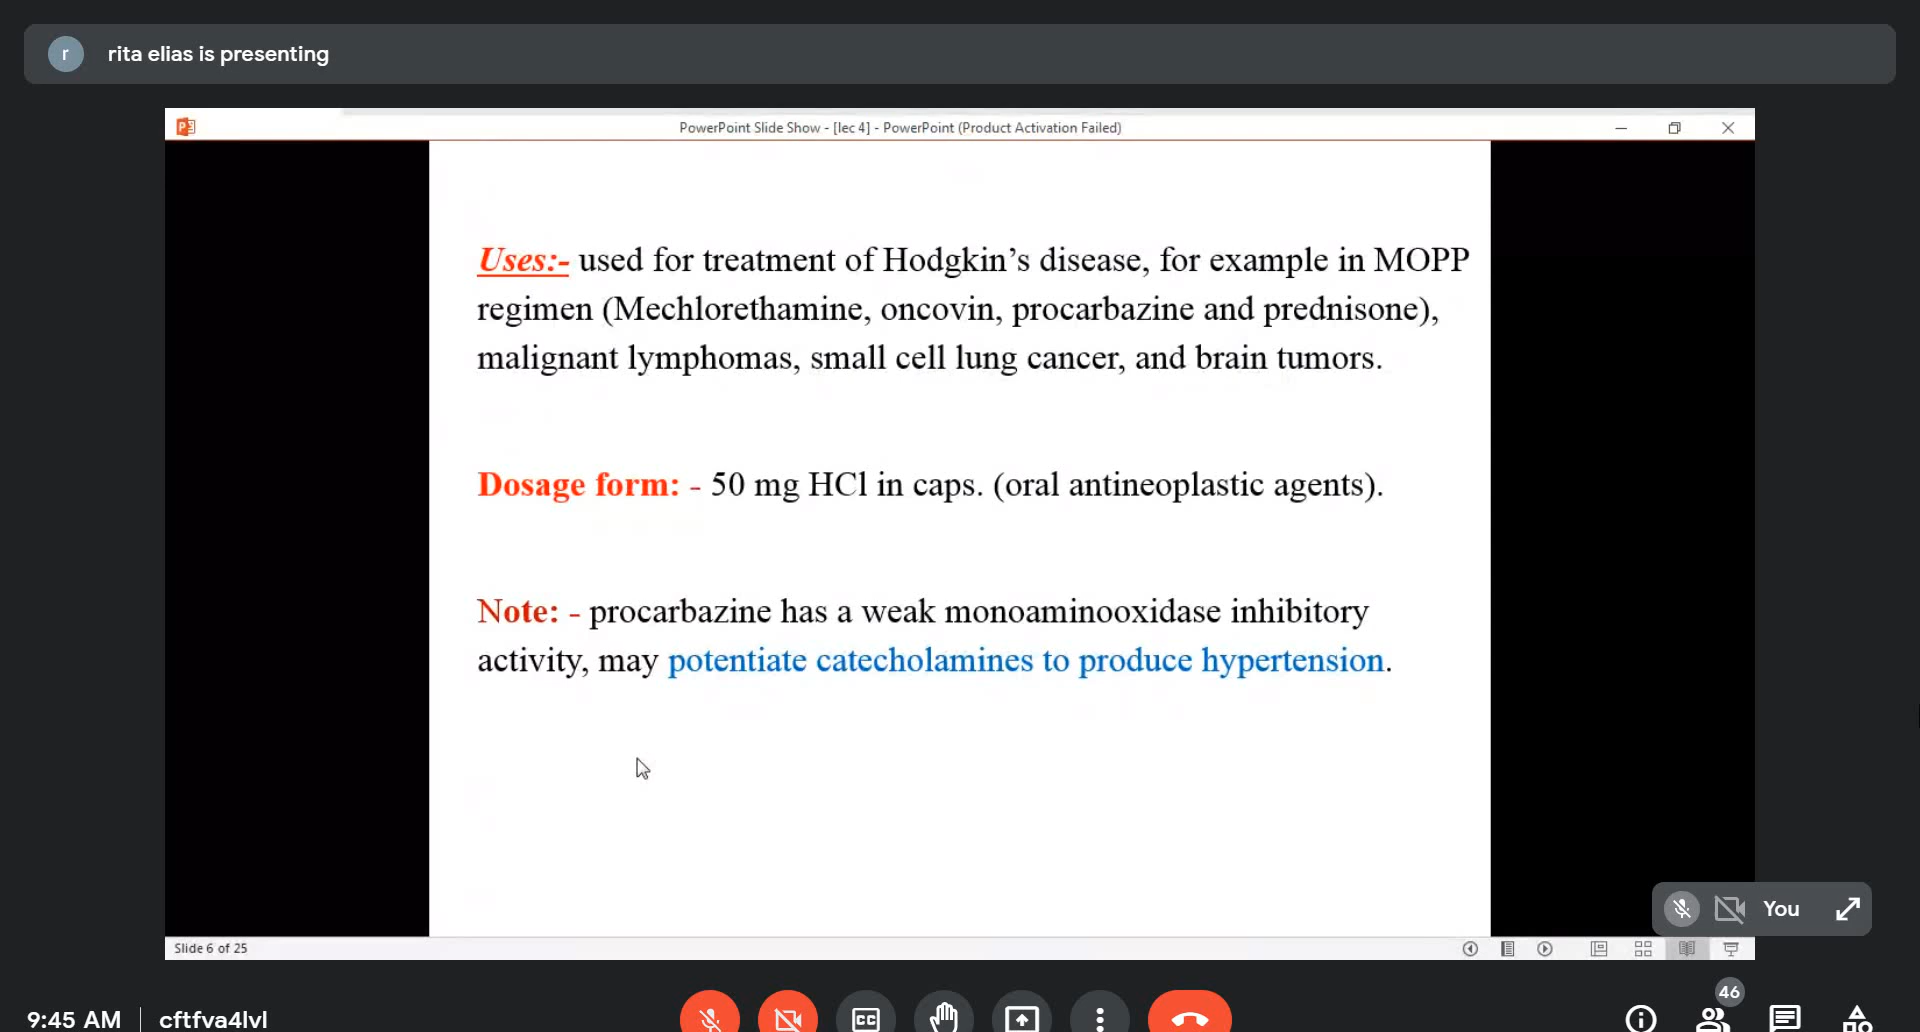 r
rita elias is presenting
PowerPoint Slide Show - [lec 4] - PowerPoint (Product Activation Failed)
Uses:- used for treatment of Hodgkin’s disease, for example in MOPP
regimen (Mechlorethamine, oncovin, procarbazine and prednisone),
malignant lymphomas, small cell lung cancer, and brain tumors.
Dosage form: - 50 mg HCl in caps. (oral antineoplastic agents).
Note: - procarbazine has a weak monoaminooxidase inhibitory
activity, may potentiate catecholamines to produce hypertension.
You
Slide 6 of 25
46
9:45 AM | cftfva4lvl
CC